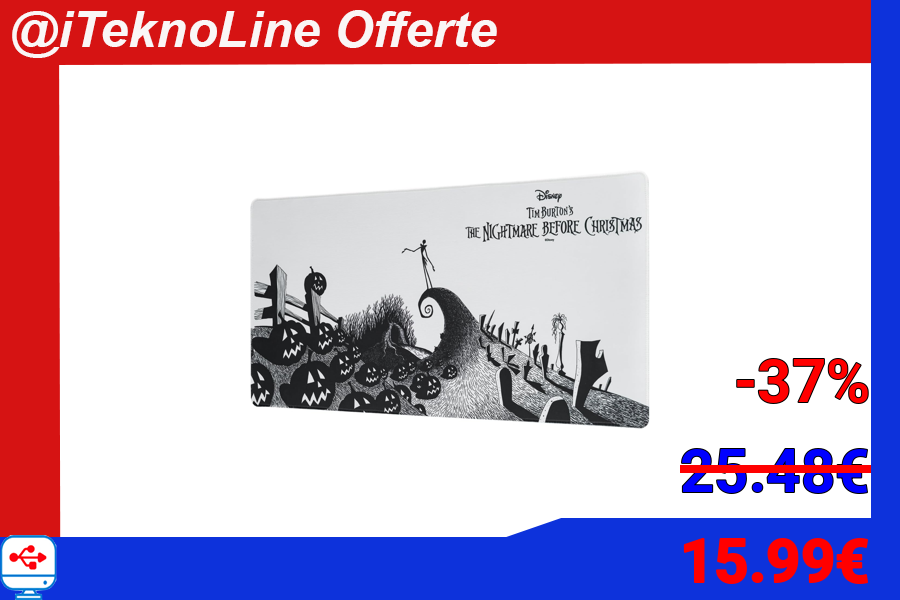 @iTeknoLine Offerte
Disney
TIM BURTON'S
THE NIGHTMARE BEFORE CHRISTMAS
-37%
25.48€
15.99€